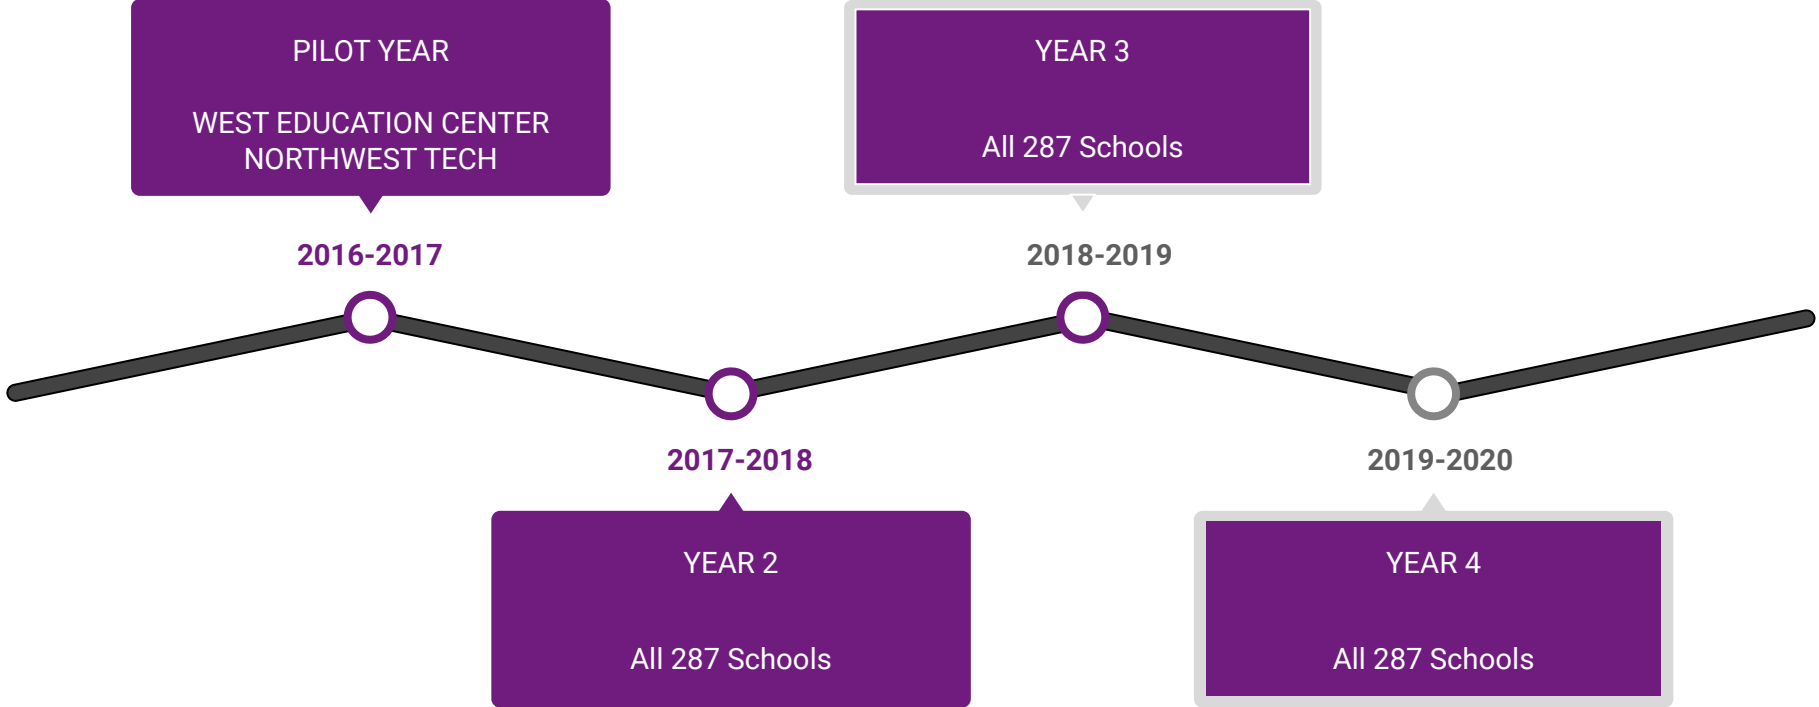 PILOT YEAR
WEST EDUCATION CENTER
NORTHWEST TECH
2016-2017
2017-2018
YEAR 2
All 287 Schools
YEAR 3
All 287 Schools
2018-2019
2019-2020
YEAR 4
All 287 Schools